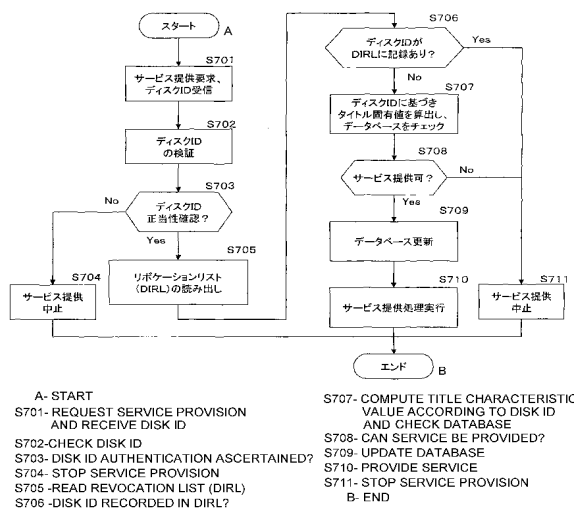 スタート
A
S701
サービス提供要求、
ディスクID受信
S702
ディスクID
の検証
S703
No
ディスクID
正当性確認?
Yes
S704
サービス提供
中止
S705
リボケーションリスト
(DIRL)の読み出し
S706
ディスクIDが
DIRLに記録あり?
Yes
No
S707
ディスクIDに基づき
タイトル固有値を算出し、
データベースをチェック
S708
サービス提供可?
No
Yes
S709
データベース更新
S710
サービス提供処理実行
S711
サービス提供
中止
エンド
B
A- START
S701- REQUEST SERVICE PROVISION
AND RECEIVE DISK ID
S702-CHECK DISK ID
S703- DISK ID AUTHENTICATION ASCERTAINED?
S704- STOP SERVICE PROVISION
S705 -READ REVOCATION LIST (DIRL)
S706 -DISK ID RECORDED IN DIRL?
S707- COMPUTE TITLE CHARACTERISTIC
VALUE ACCORDING TO DISK ID
AND CHECK DATABASE
S708- CAN SERVICE BE PROVIDED?
S709- UPDATE DATABASE
S710- PROVIDE SERVICE
S711- STOP SERVICE PROVISION
B- END